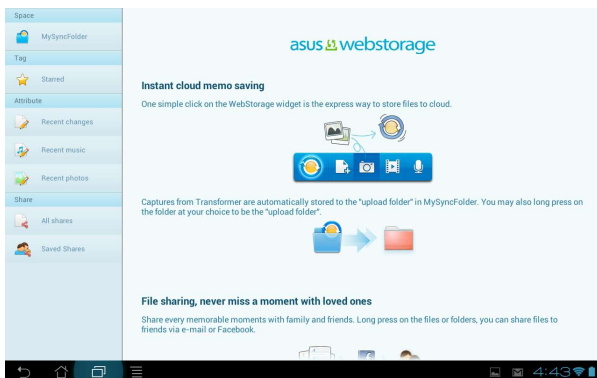 Space
MySyncFolder
Tag
Starred
Attribute
Recent changes
Recent music
Recent photos
Share
All shares
Saved Shares
asus webstorage
Instant cloud memo saving
One simple click on the WebStorage widget is the express way to store files to cloud.
Captures from Transformer are automatically stored to the "upload folder" in MySyncFolder. You may also long press on
the folder at your choice to be the "upload folder".
File sharing, never miss a moment with loved ones
Share every memorable moments with family and friends. Long press on the files or folders, you can share files to
friends via e-mail or Facebook.
4:43